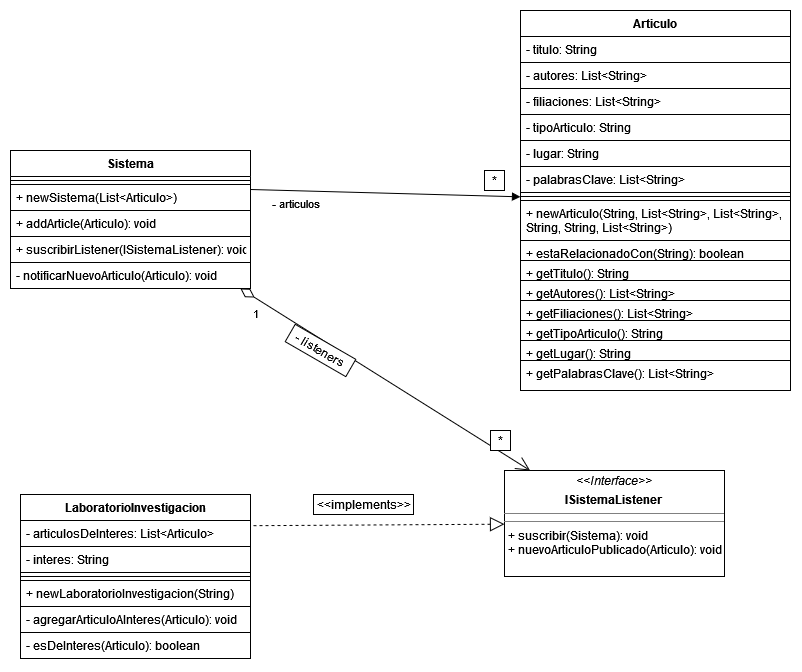 Articulo
- titulo: String
- autores: List<String>
- filiaciones: List<String>
- tipoArticulo: String
- lugar: String
- palabrasClave: List<String>
+ newArticulo(String, List<String>, List<String>,
String, String, List<String>)
+ estaRelacionadoCon(String): boolean
+ getTitulo(): String
+ getAutores(): List<String>
+ getFiliaciones(): List<String>
+ getTipoArticulo(): String
+ getLugar(): String
+ getPalabrasClave(): List<String>
Sistema
+ newSistema(List<Articulo>)
+ addArticle(Articulo): void
+ suscribirListener(ISistemaListener): void
- notificarNuevoArticulo(Articulo): void
*
- articulos
1
- listeners
*
<<Interface>>
ISistemaListener
+ suscribir(Sistema): void
+ nuevoArticuloPublicado(Articulo): void
<<implements>>
LaboratorioInvestigacion
- articulosDeInteres: List<Articulo>
- interes: String
+ newLaboratorioInvestigacion(String)
- agregarArticuloAInteres(Articulo): void
- esDeInteres(Articulo): boolean